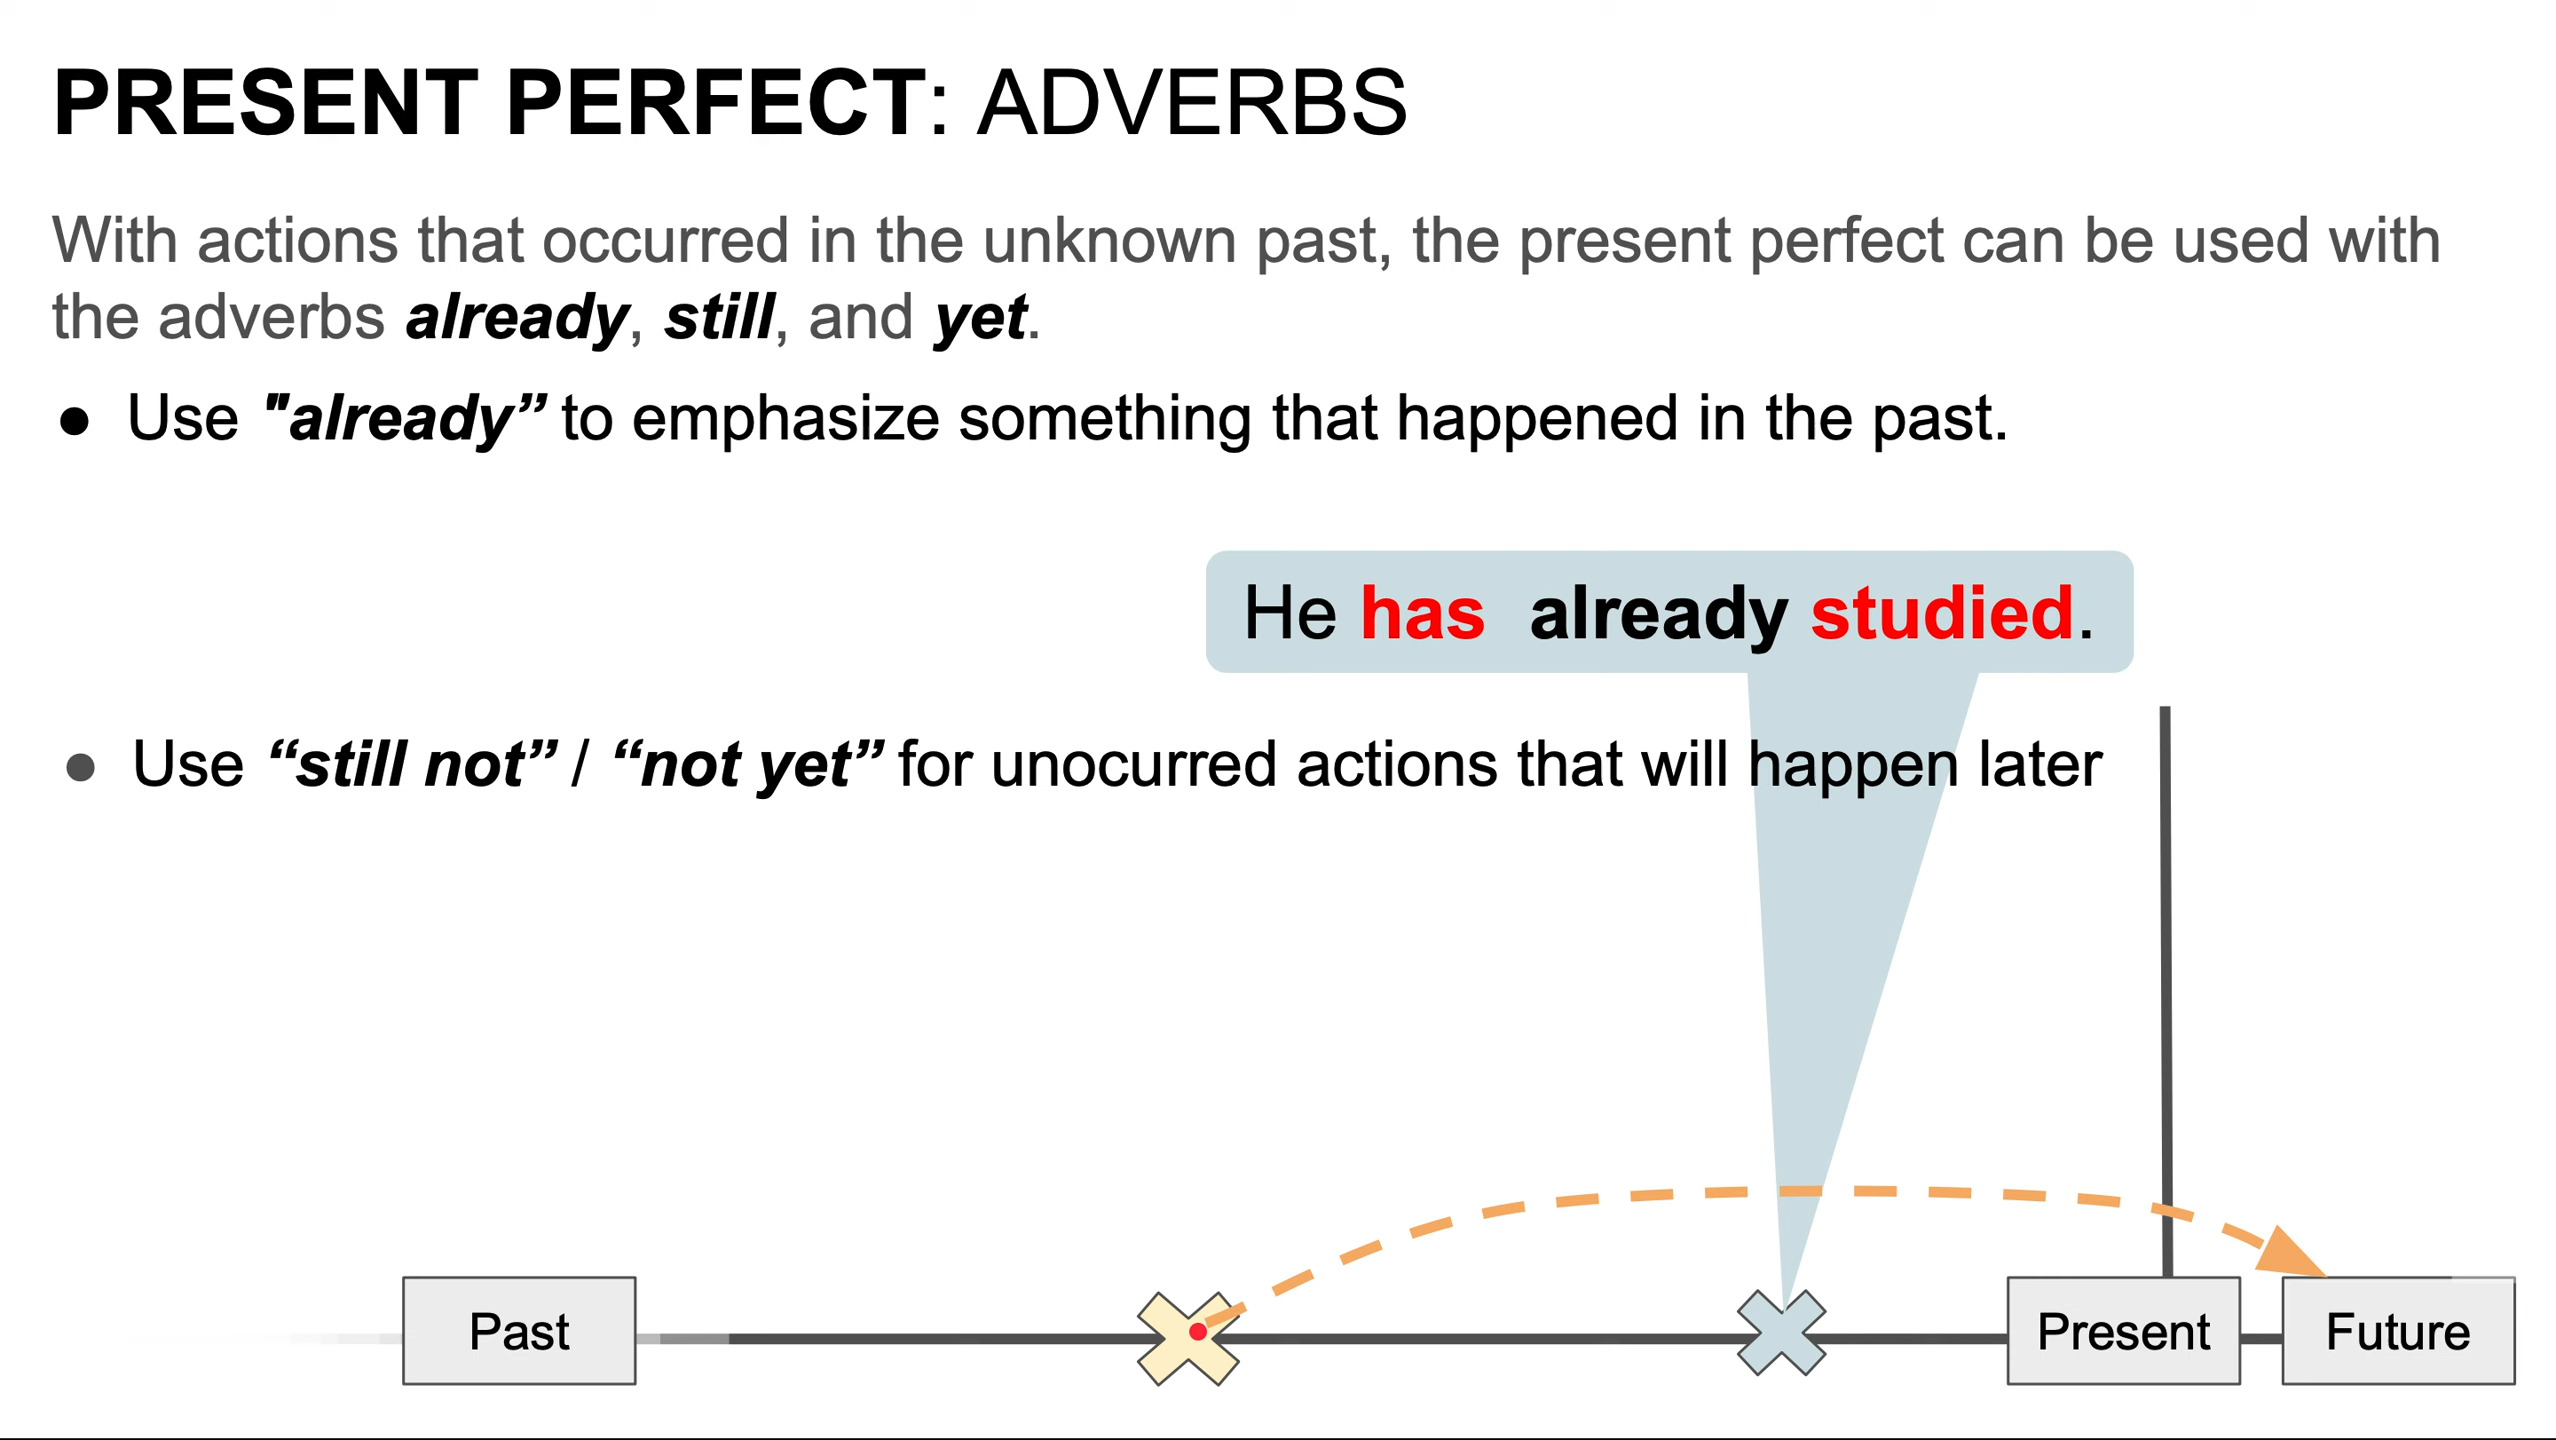 PRESENT PERFECT: ADVERBS
With actions that occurred in the unknown past, the present perfect can be used with
the adverbs already, still, and yet.
● Use "already” to emphasize something that happened in the past.
He has already studied.
● Use “still not” / “not yet” for unocurred actions that will happen later
Past
Present
Future